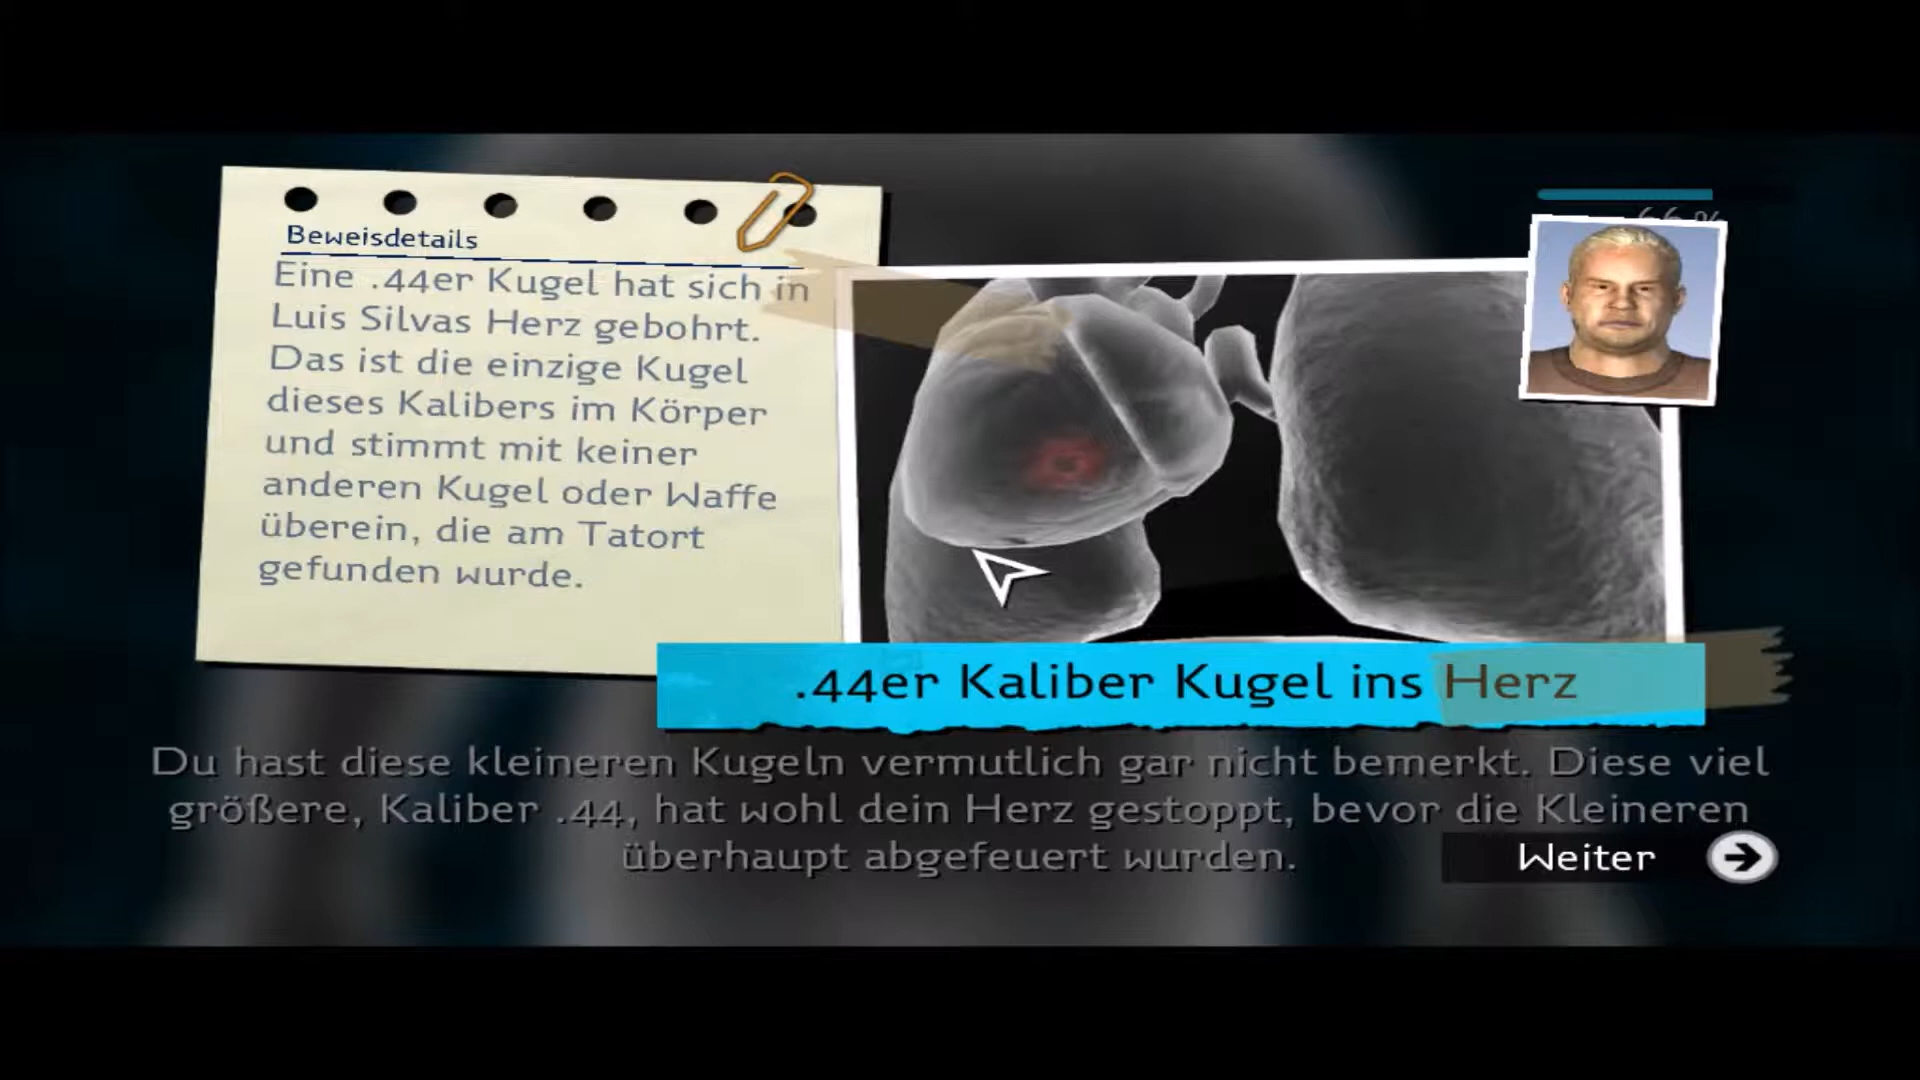 Beweisdetails
Eine .44er Kugel hat sich in
Luis Silvas Herz gebohrt.
Das ist die einzige Kugel
dieses Kalibers im Körper
und stimmt mit keiner
anderen Kugel oder Waffe
überein, die am Tatort
gefunden wurde.
66 %
.44er Kaliber Kugel ins Herz
Du hast diese kleineren Kugeln vermutlich gar nicht bemerkt. Diese viel
größere, Kaliber .44, hat wohl dein Herz gestoppt, bevor die Kleineren
überhaupt abgefeuert wurden.
Weiter